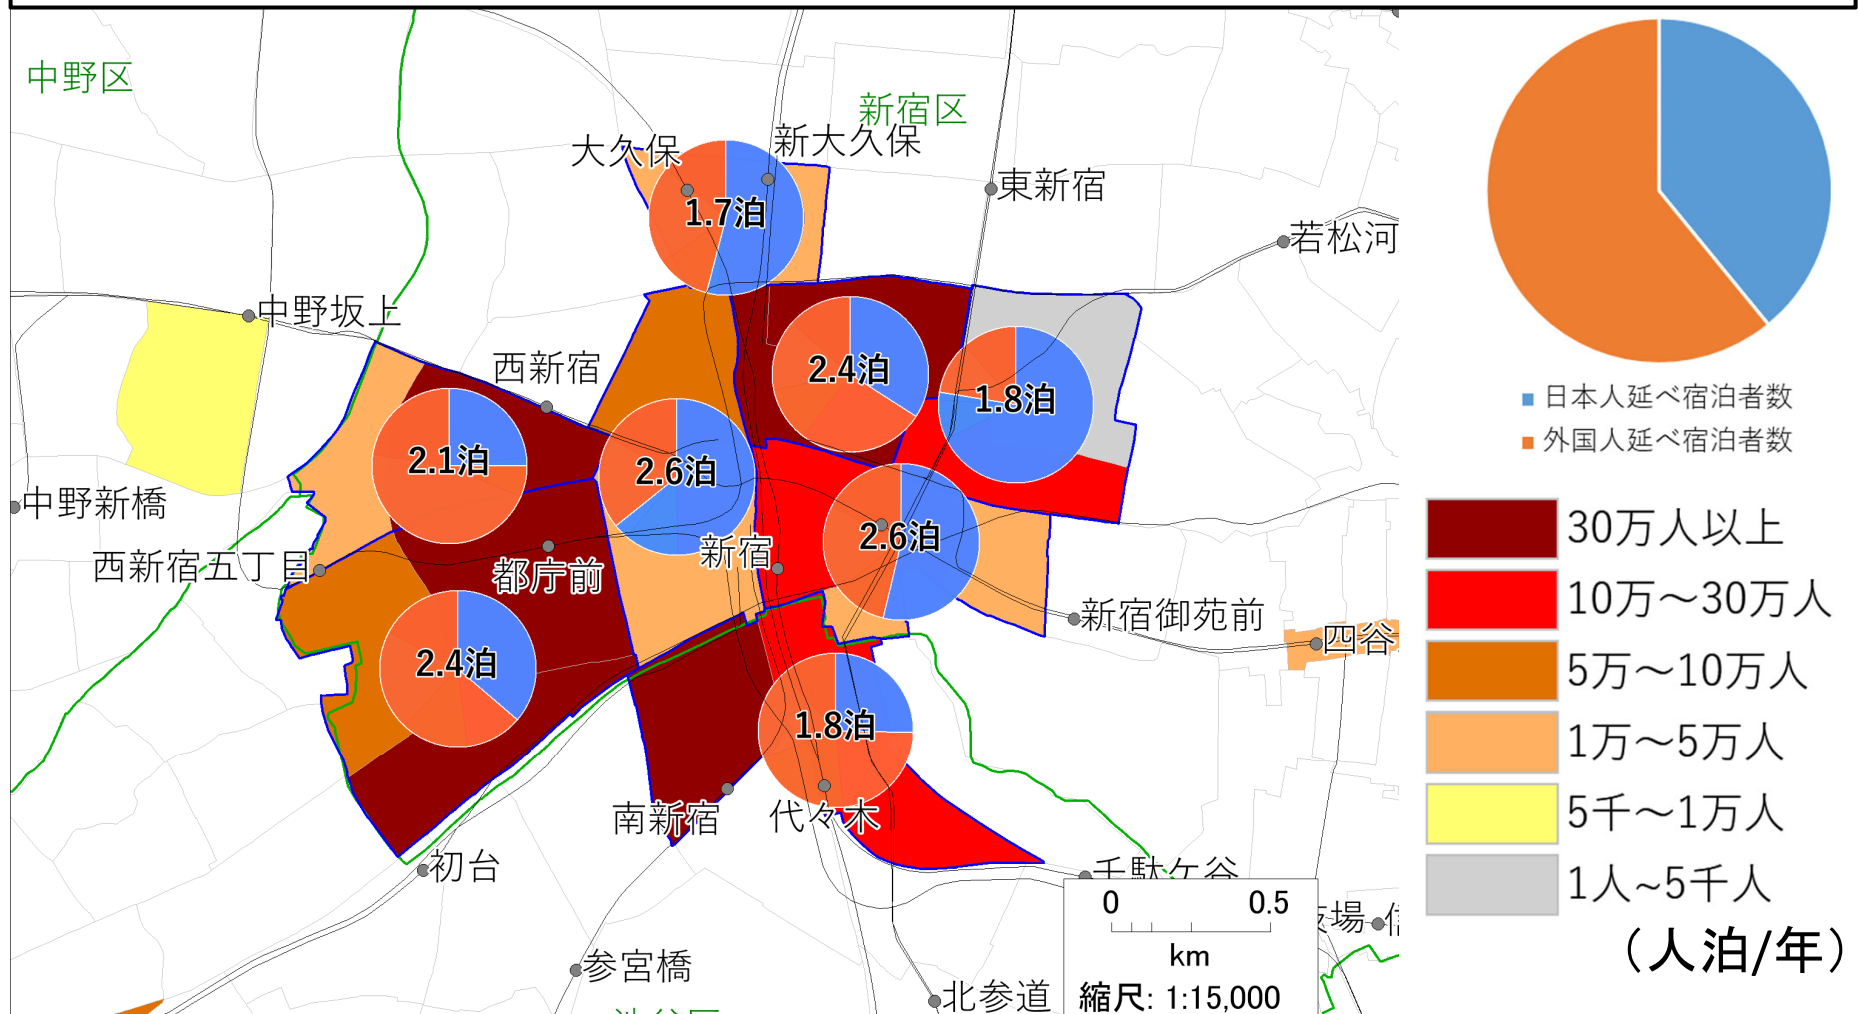 中野区
新宿区
大久保
新大久保
東新宿
若松河
1.7泊
中野坂上
西新宿
2.4泊
1.8泊
2.1泊
2.6泊
中野新橋
新宿
2.6泊
西新宿五丁目
都庁前
新宿御苑前
四谷
2.4泊
1.8泊
南新宿
代々木
初台
千駄ケ谷
参宮橋
北参道
0 0.5
km
縮尺: 1:15,000
日本人延べ宿泊者数
外国人延べ宿泊者数
30万人以上
10万～30万人
5万～10万人
1万～5万人
5千～1万人
1人~5千人
（人泊/年）